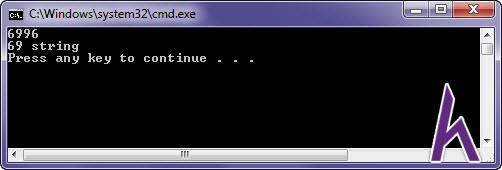 C:\Windows\system32\cmd.exe
6996
69 string
Press any key to continue . . .